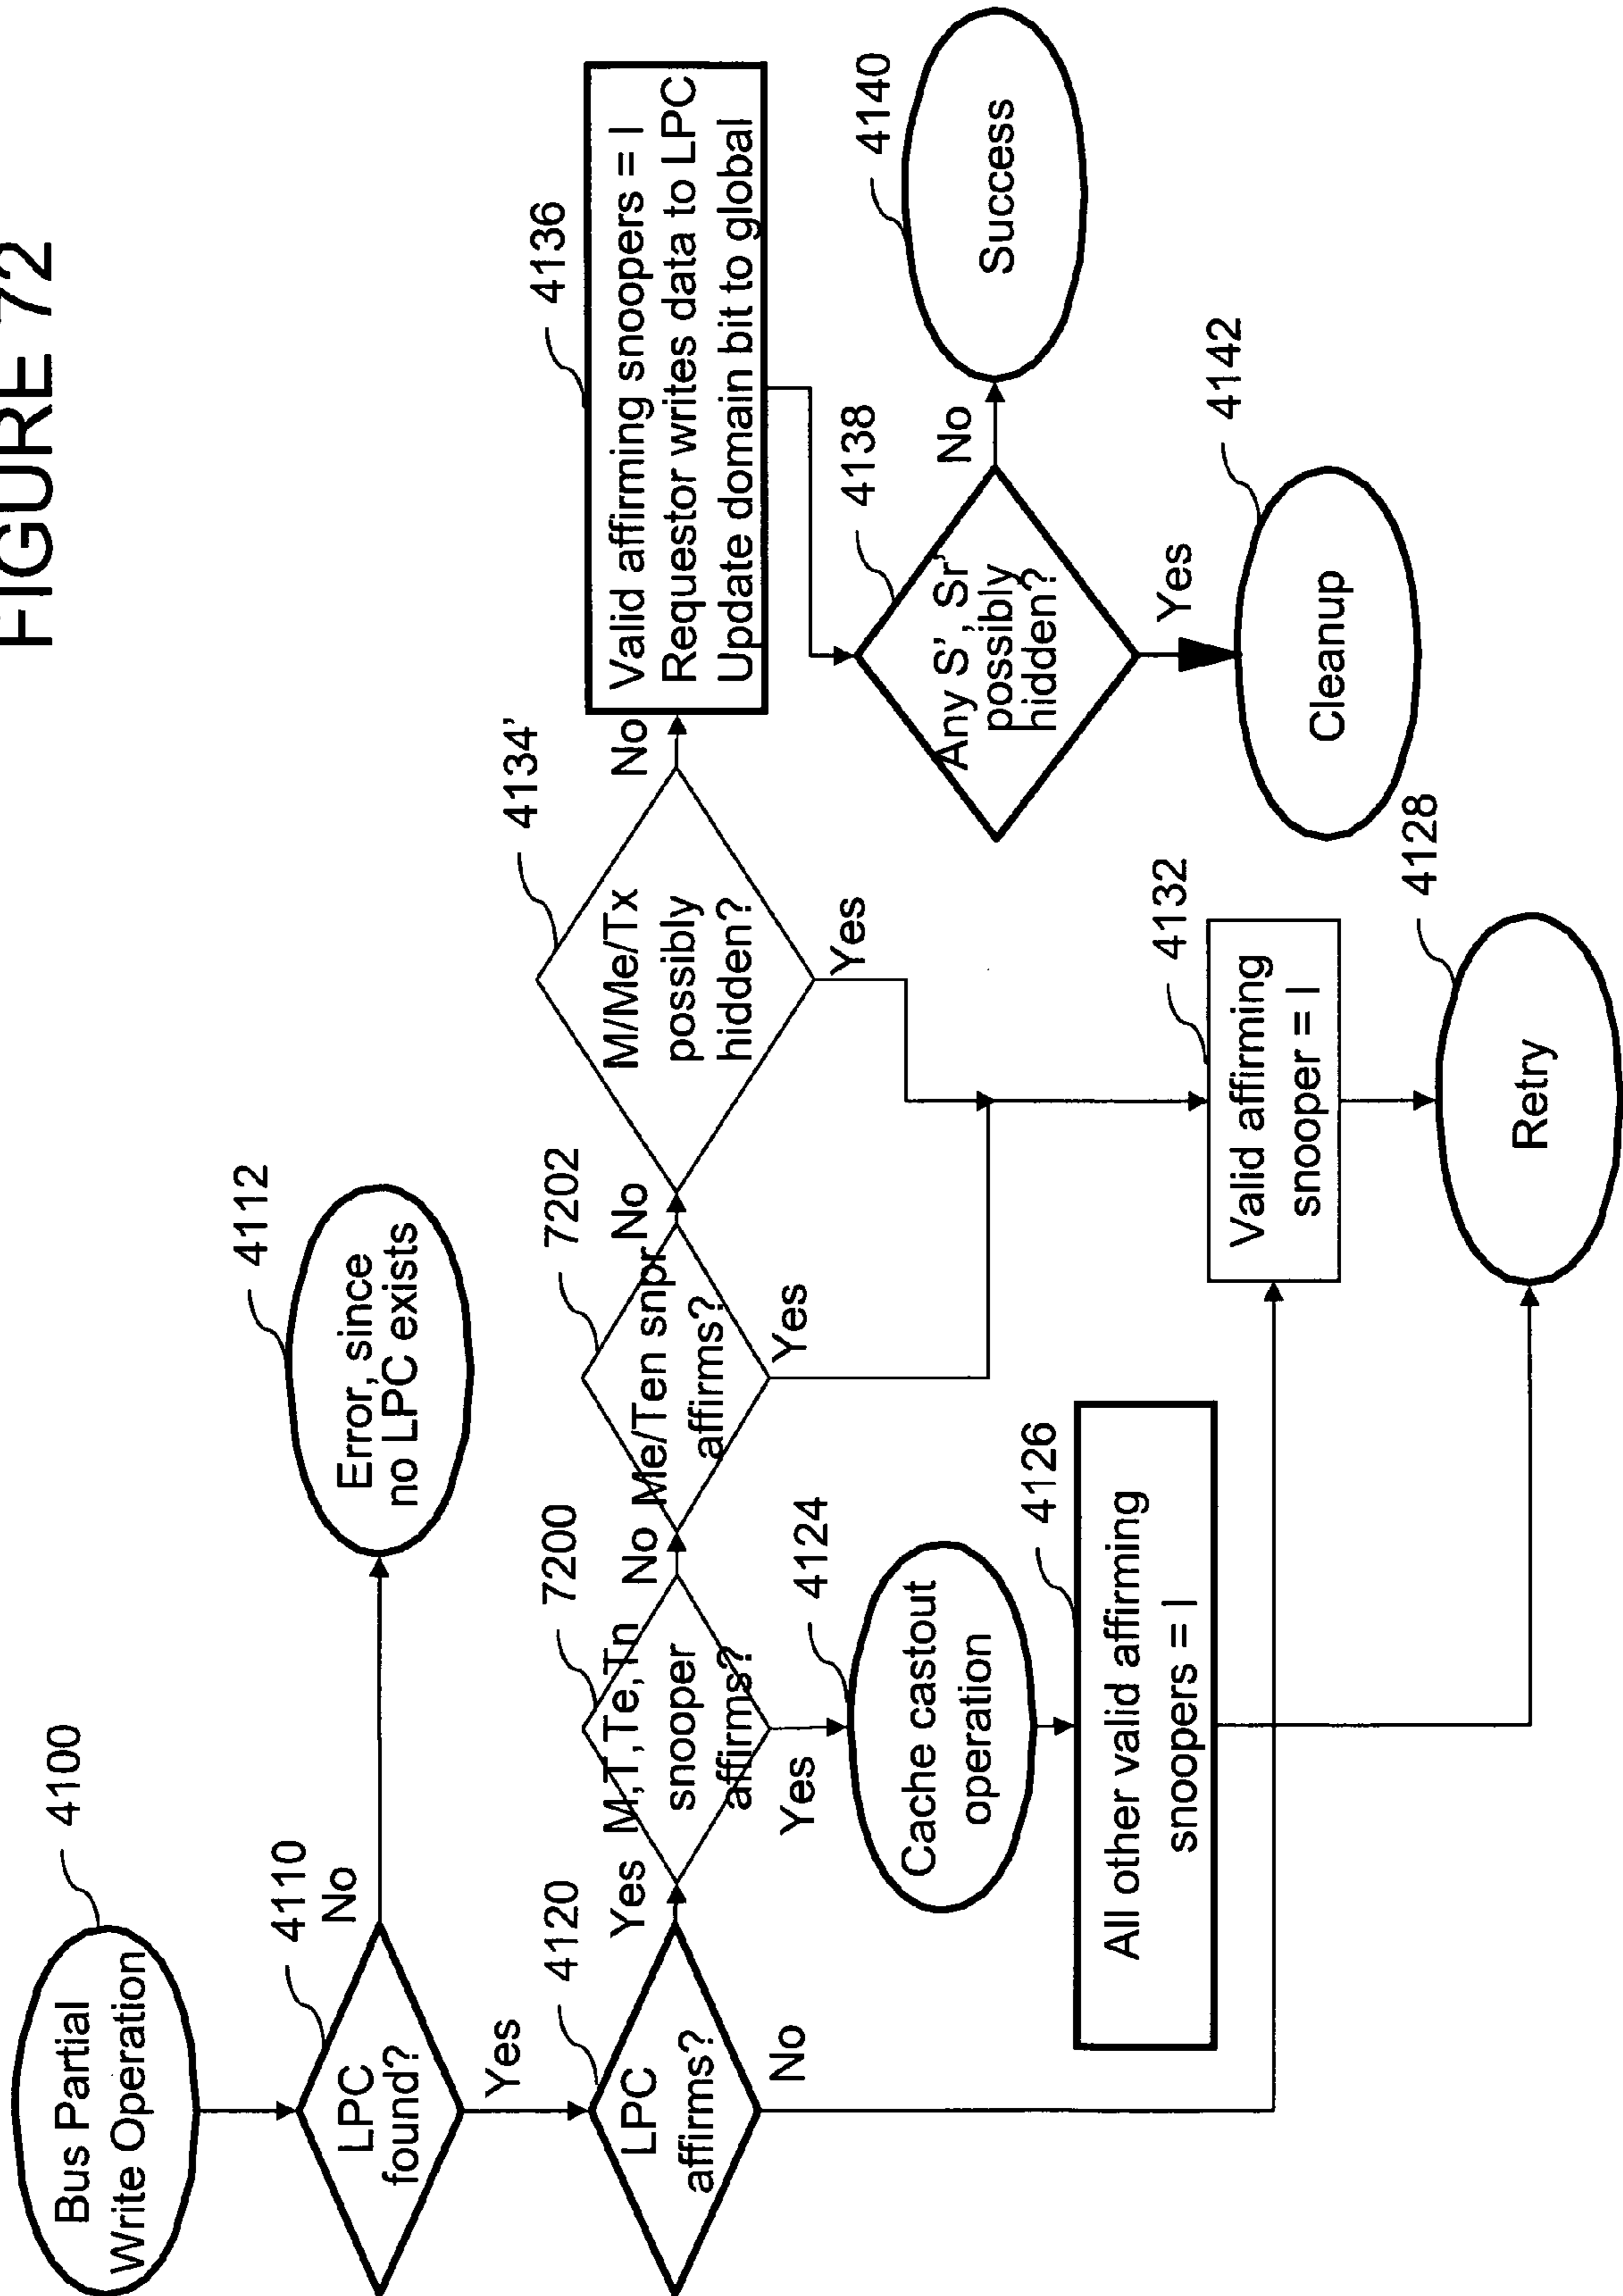 FIGURE 72
4100
Bus Partial
Write Operation
4110
LPC
found?
No
Yes
4112
Error, since
no LPC exists
4120
LPC
affirms?
Yes
No
7200
M,T,Te,Tn
snooper
affirms?
No
Yes
7202
Me/Ten snpr
affirms?
No
Yes
4134'
M/Me/Tx
possibly
hidden?
No
Yes
4136
Valid affirming snoopers = I
Requestor writes data to LPC
Update domain bit to global
4124
Cache castout
operation
4126
All other valid affirming
snoopers = I
4132
Valid affirming
snooper = I
4128
Retry
4138
Any S', Sr
possibly
hidden?
No
Yes
4140
Success
4142
Cleanup